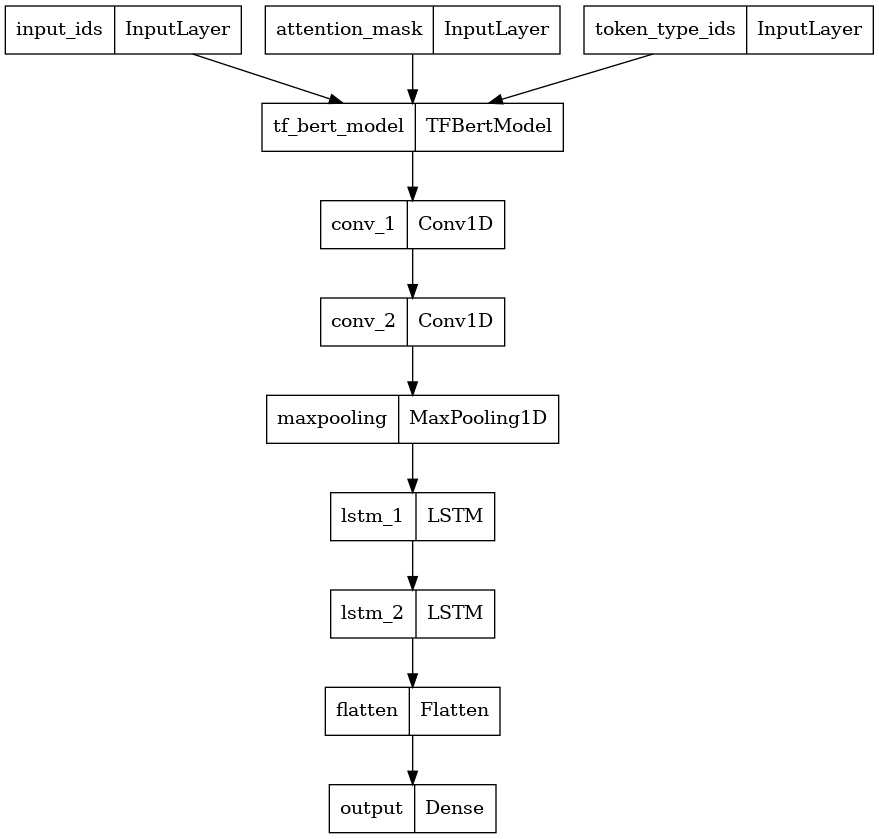 input_ids InputLayer attention_mask InputLayer token_type_ids InputLayer
tf_bert_model TFBertModel
conv_1 Conv1D
conv_2 Conv1D
maxpooling MaxPooling1D
lstm_1 LSTM
lstm_2 LSTM
flatten Flatten
output Dense